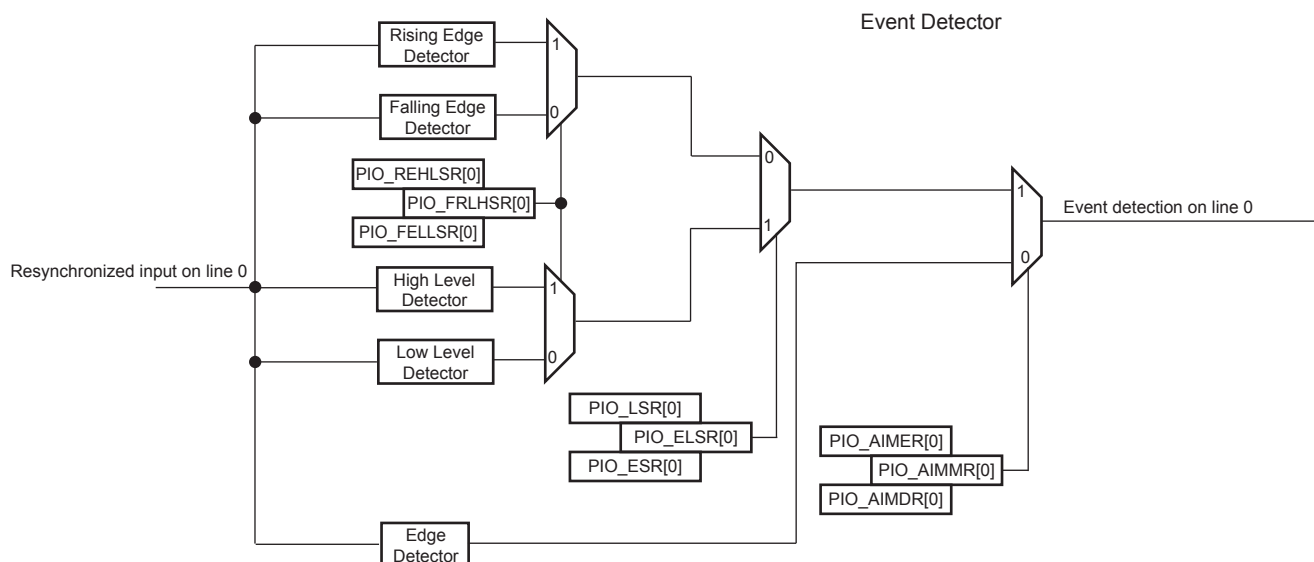 Event Detector
Rising Edge
Detector
1
Falling Edge
Detector
0
0
PIO_REHLSR[0]
PIO_FRLHSR[0]
PIO_FELLSR[0]
1
1
Event detection on line 0
0
Resynchronized input on line 0
High Level
Detector
1
Low Level
Detector
0
PIO_LSR[0]
PIO_ELSR[0]
PIO_ESR[0]
PIO_AIMER[0]
PIO_AIMMR[0]
PIO_AIMDR[0]
Edge
Detector